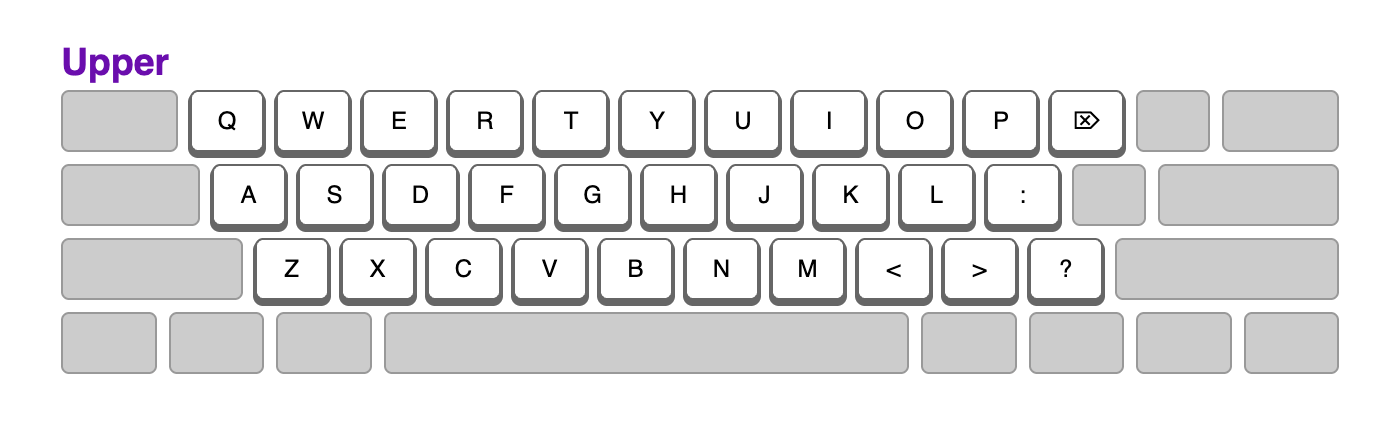 Upper
Q W E R T Y U I O P ⌦
A S D F G H J K L :
Z X C V B N M < > ?